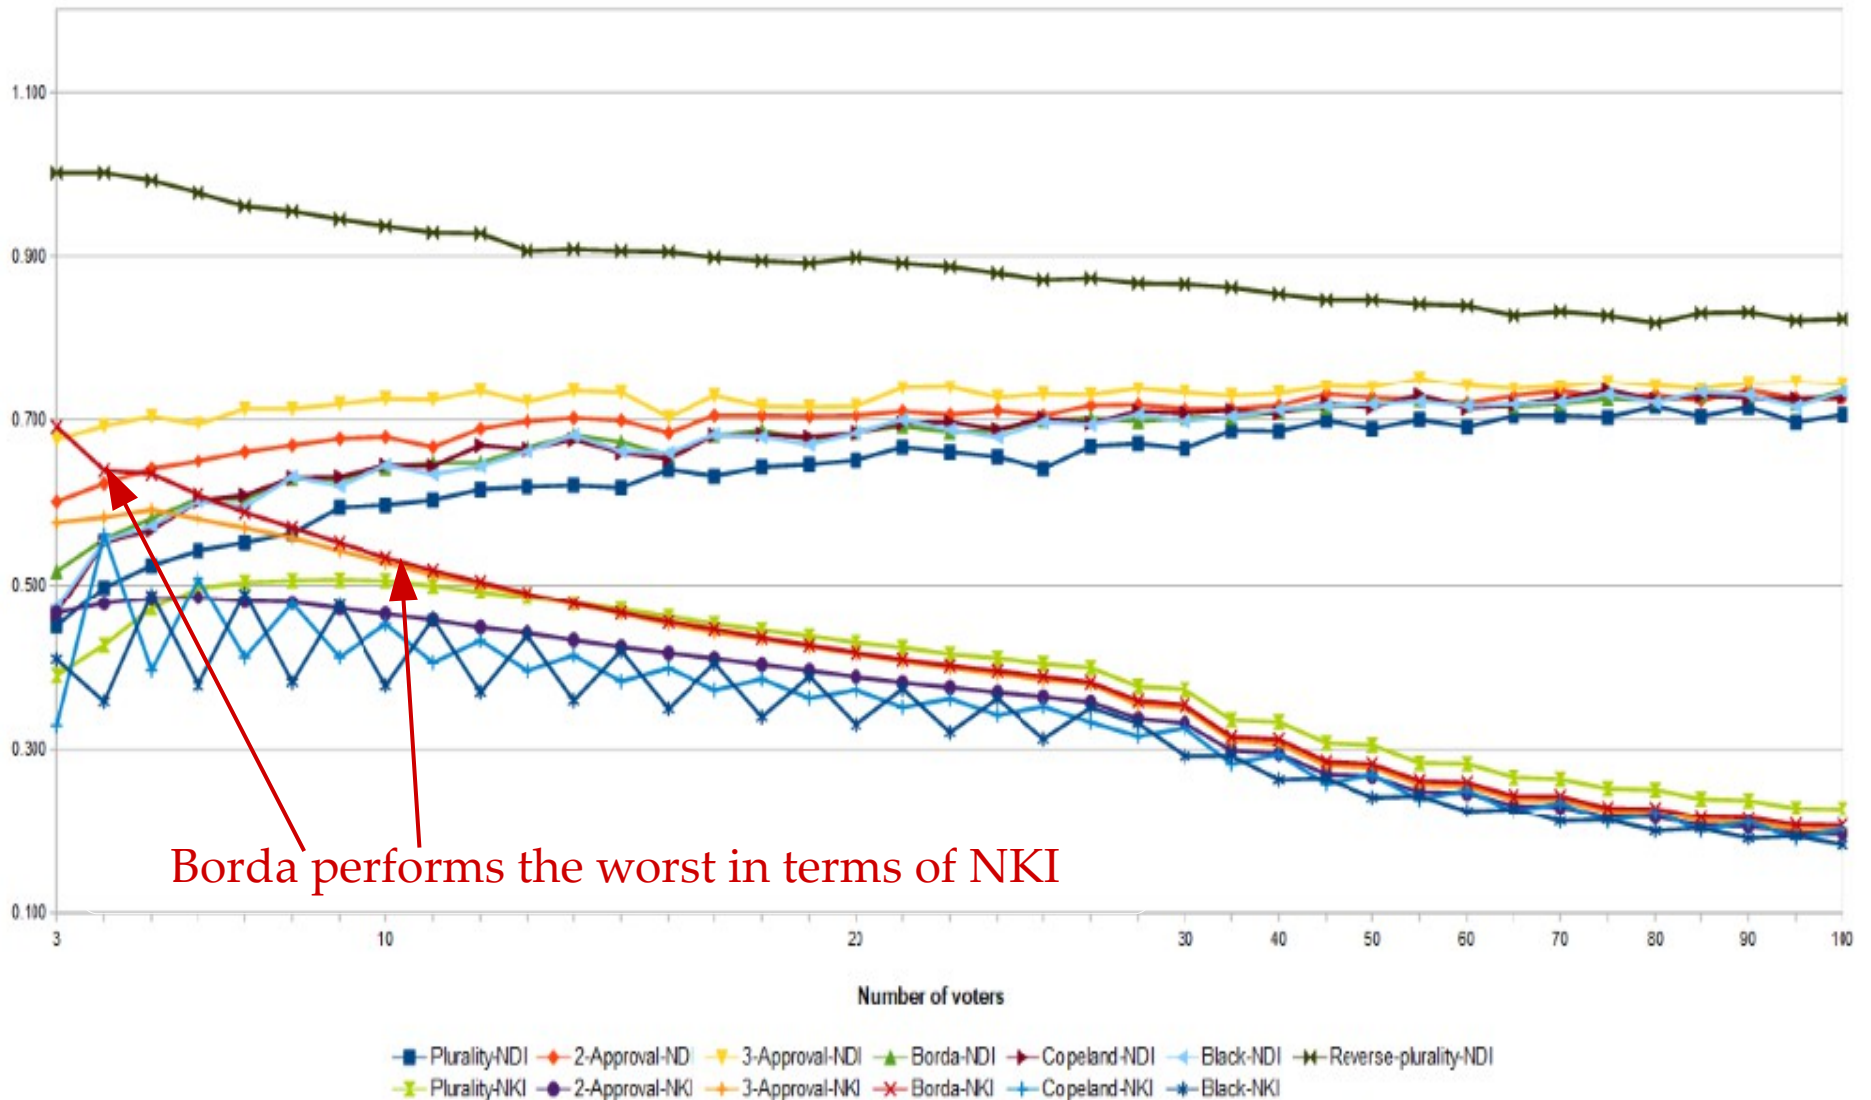 1.100
0.900
0.700
0.500
0.300
Borda performs the worst in terms of NKI
0.100
3 10 20 30 40 50 60 70 80 90 100
Number of voters
Plurality-NDI 2-Approval-NDI 3-Approval-NDI Borda-NDI Copeland-NDI Black-NDI Reverse-plurality-NDI
Plurality-NKI 2-Approval-NKI 3-Approval-NKI Borda-NKI Copeland-NKI Black-NKI